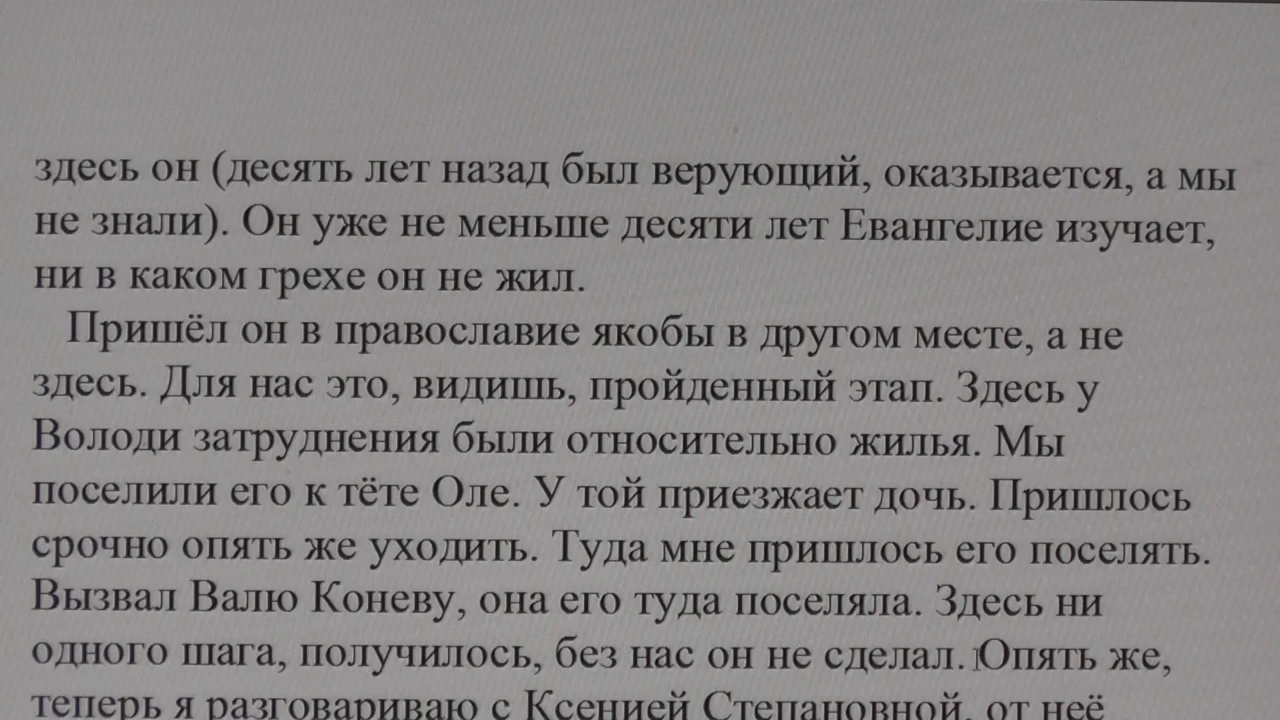 здесь он (десять лет назад был верующий, оказывается, а мы
не знали). Он уже не меньше десяти лет Евангелие изучает,
ни в каком грехе он не жил.
Пришёл он в православие якобы в другом месте, а не
здесь. Для нас это, видишь, пройденный этап. Здесь у
Володи затруднения были относительно жилья. Мы
поселили его к тёте Оле. У той приезжает дочь. Пришлось
срочно опять же уходить. Туда мне пришлось его поселять.
Вызвал Валю Коневу, она его туда поселяла. Здесь ни
одного шага, получилось, без нас он не сделал. Опять же,
теперь я разговариваю с Ксенией Степановной, от неё